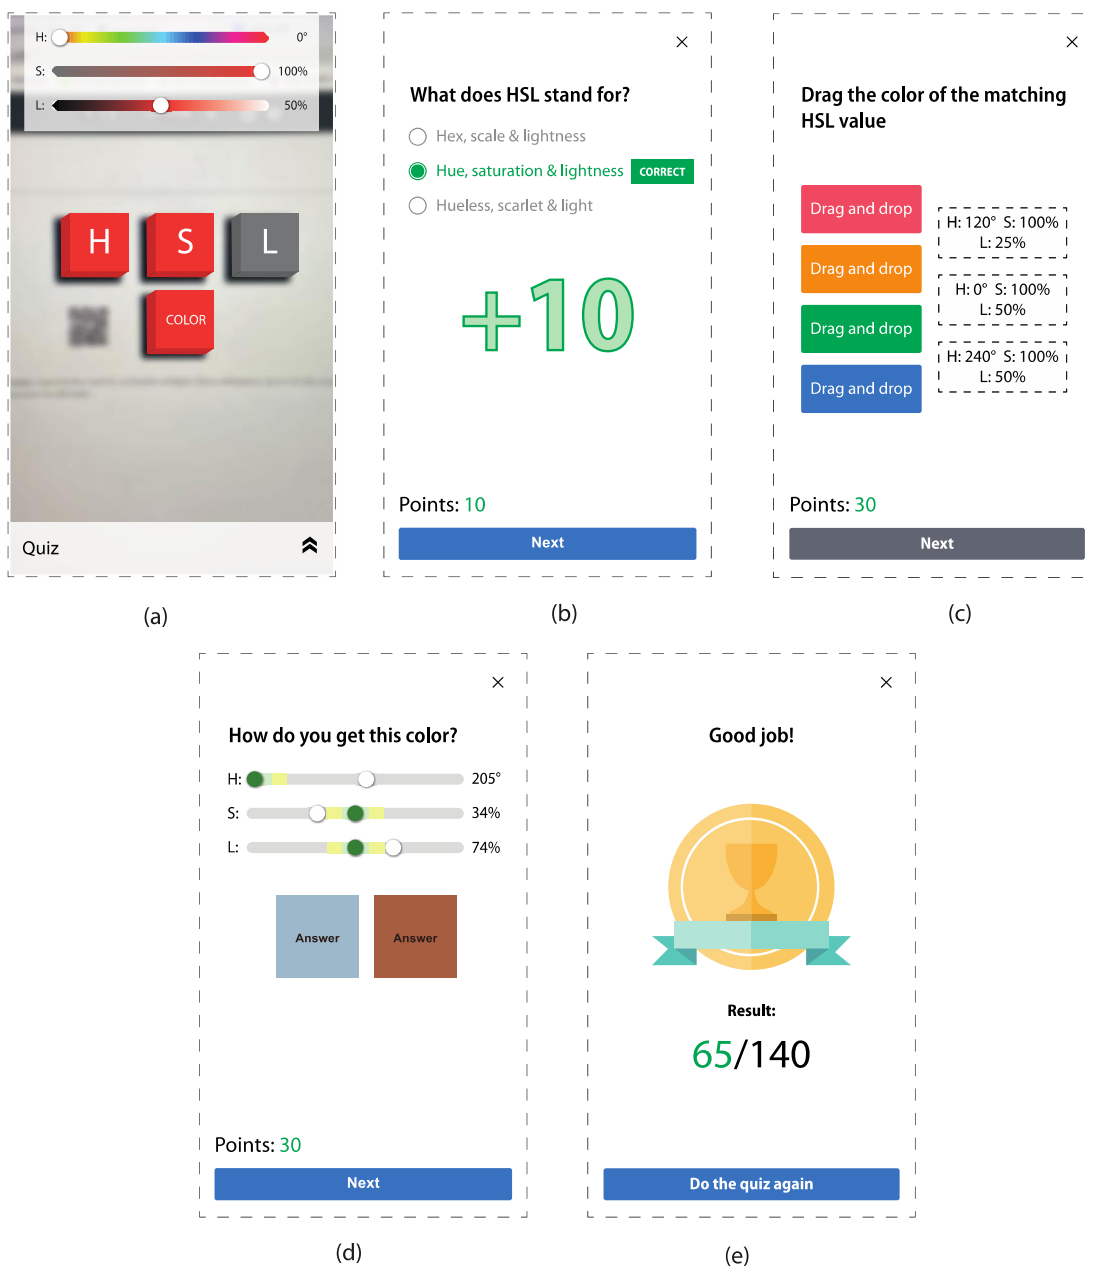 H: 0°
S: 100%
L: 50%
H S L
COLOR
Quiz
(a)
×
What does HSL stand for?
Hex, scale & lightness
Hue, saturation & lightness CORRECT
Hueless, scarlet & light
+10
Points: 10
Next
(b)
×
Drag the color of the matching
HSL value
Drag and drop
Drag and drop
Drag and drop
Drag and drop
H: 120° S: 100%
L: 25%
H: 0° S: 100%
L: 50%
H: 240° S: 100%
L: 50%
Points: 30
Next
(c)
×
How do you get this color?
H: 205°
S: 34%
L: 74%
Answer Answer
Points: 30
Next
(d)
×
Good job!
Result:
65/140
Do the quiz again
(e)